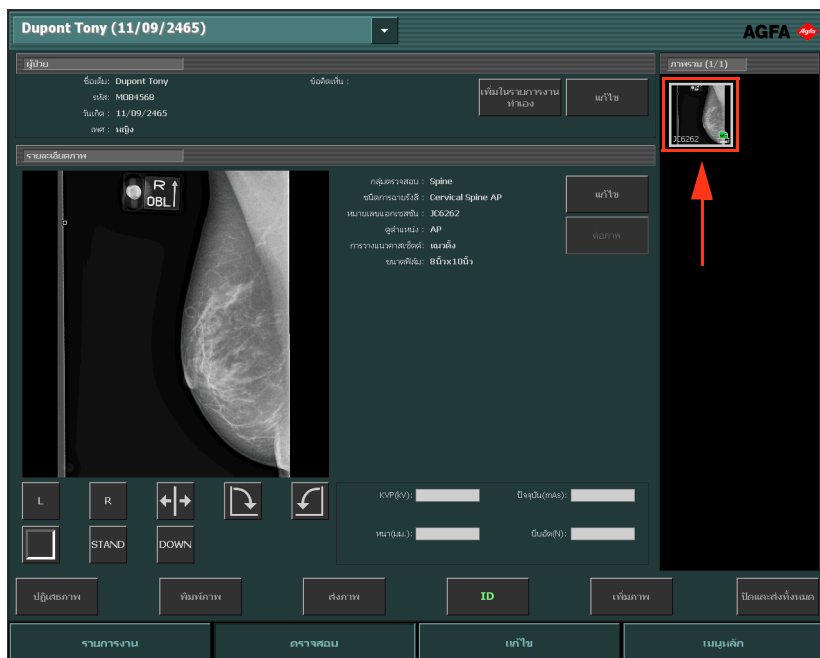 Dupont Tony (11/09/2465)
AGFA
Agfa
ผู้ป่วย
ภาพรวม (1/1)
ชื่อเต็ม: Dupont Tony
ข้อคิดเห็น :
รหัส: MOB4568
วันเกิด : 11/09/2465
เพศ : หญิง
เพิ่มในรายการงาน
ทำเอง
แก้ไข
JC6262
รายละเอียดภาพ
R
OBL
กลุ่มตรวจสอบ : Spine
ชนิดการฉายรังสี : Cervical Spine AP
หมายเลขแอกเซสชัน : JC6262
ดูตำแหน่ง : AP
การวางแนวคาสเซ็ตต์: แนวตั้ง
ขนาดฟิล์ม: 8นิ้วx10นิ้ว
แก้ไข
ต่อภาพ
L
R
STAND
DOWN
KVP(kV):
ปัจจุบัน(mAs):
หนา(มม.):
บีบอัด(N):
ปฏิเสธภาพ
พิมพ์ภาพ
ส่งภาพ
ID
เพิ่มภาพ
ปิดและส่งทั้งหมด
รายการงาน
ตรวจสอบ
แก้ไข
เมนูหลัก